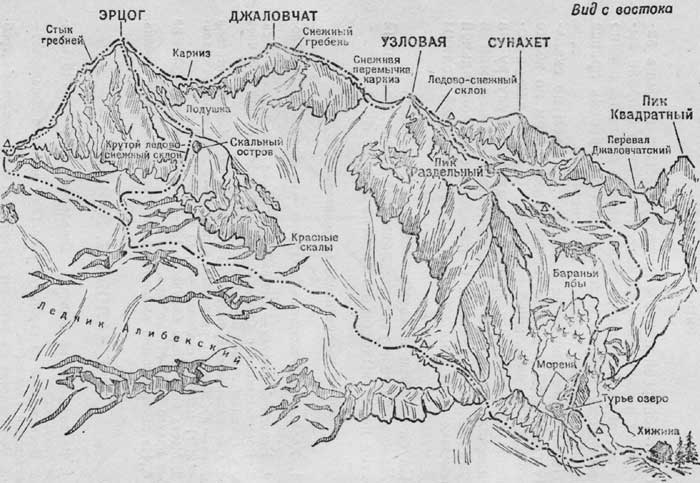 Вид с востока
ЭРЦОГ
ДЖАЛОВЧАТ
Стык
гребней
Карниз
Снежный
гребень
УЗЛОВАЯ
СУНАХЕТ
Снежная
перемычка
карниз
Ледово-снежный
склон
Пик
Квадратный
Подушка
Крутой ледово-
снежный склон
Скальный
остров
Перевал
Джаловчатский
Пик
Раздельный
Красные
скалы
Бараньи
лбы
Ледник Алибекский
Морена
Турье озеро
Хижина